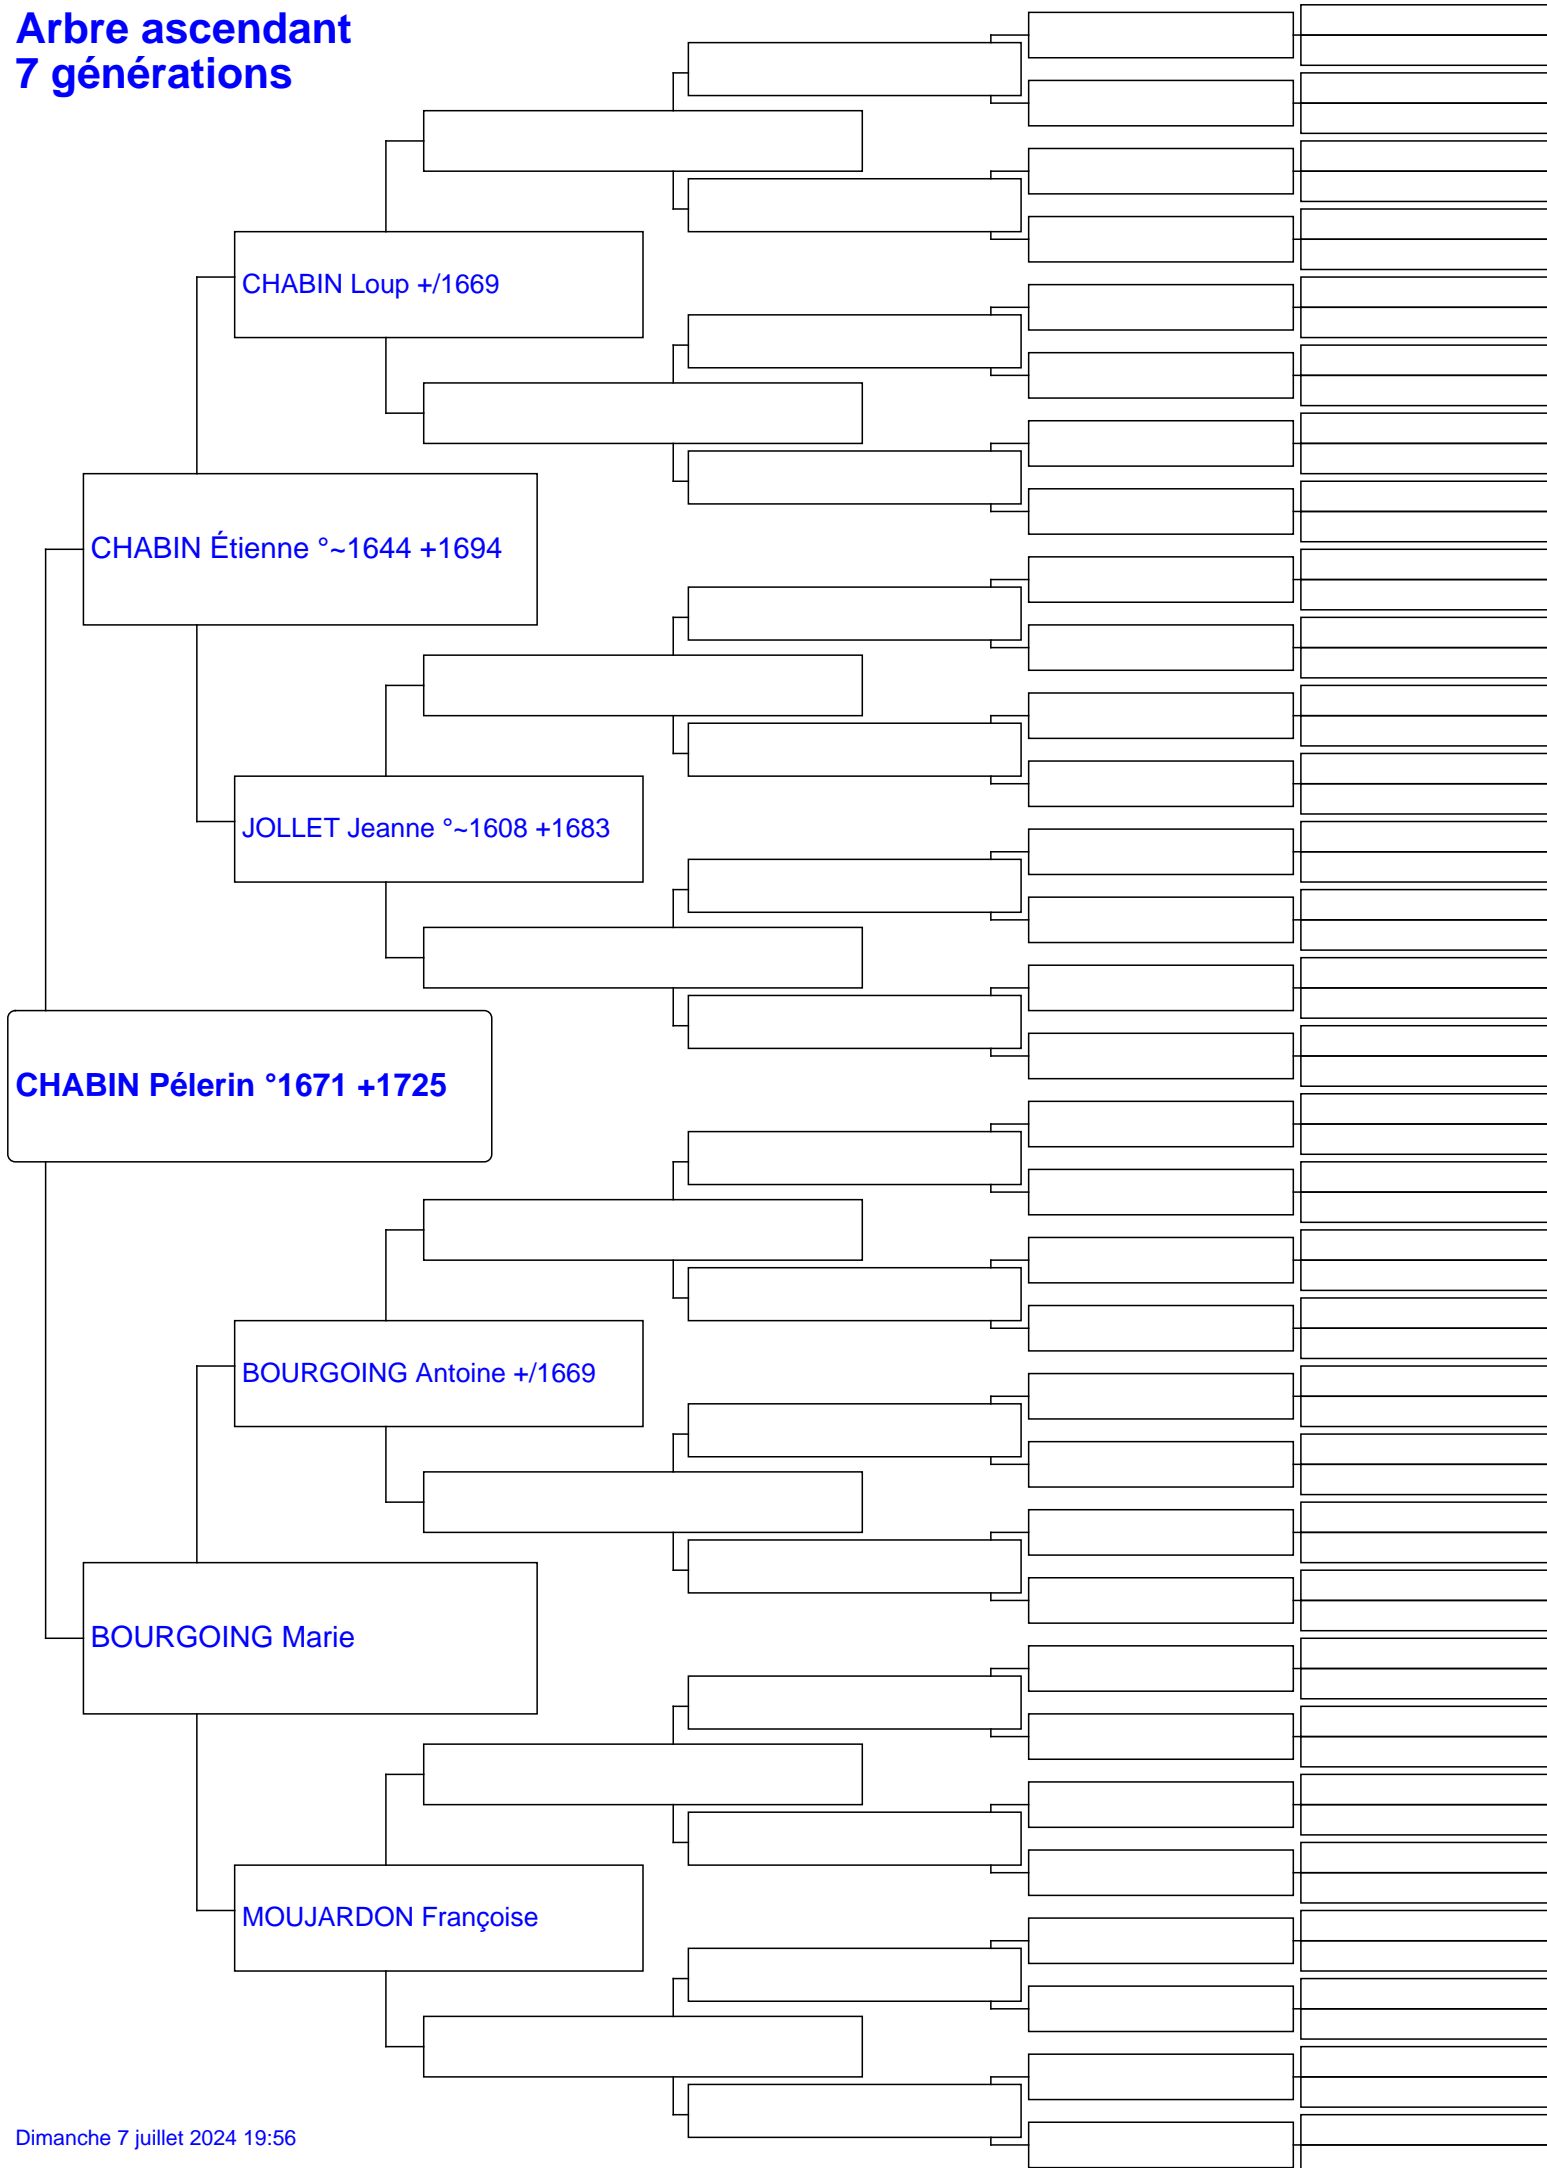 Arbre ascendant
7 générations
CHABIN Loup +/1669
CHABIN Étienne °~1644 +1694
JOLLET Jeanne °~1608 +1683
CHABIN Pélerin °1671 +1725
BOURGOING Antoine +/1669
BOURGOING Marie
MOUJARDON Françoise
Dimanche 7 juillet 2024 19:56